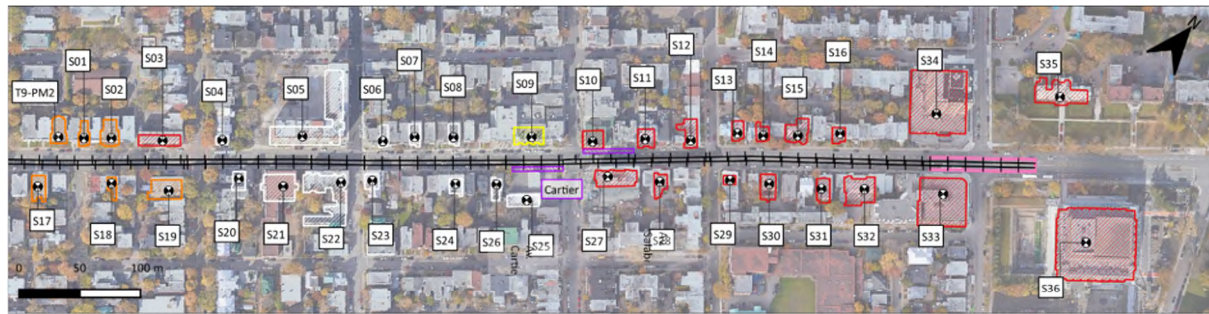 N
S12
S07
S14
S16
S34
S01
S03
S10
S11
S13
S35
S02
S05
S06
S08
S09
S15
T9-PM2
S04
Cartier
S17
S18
S19
S20
S21
S22
S23
S24
S26
S25
S27
S29
S30
S31
S32
S33
Cartie
Salabe
0 50 100 m
S36